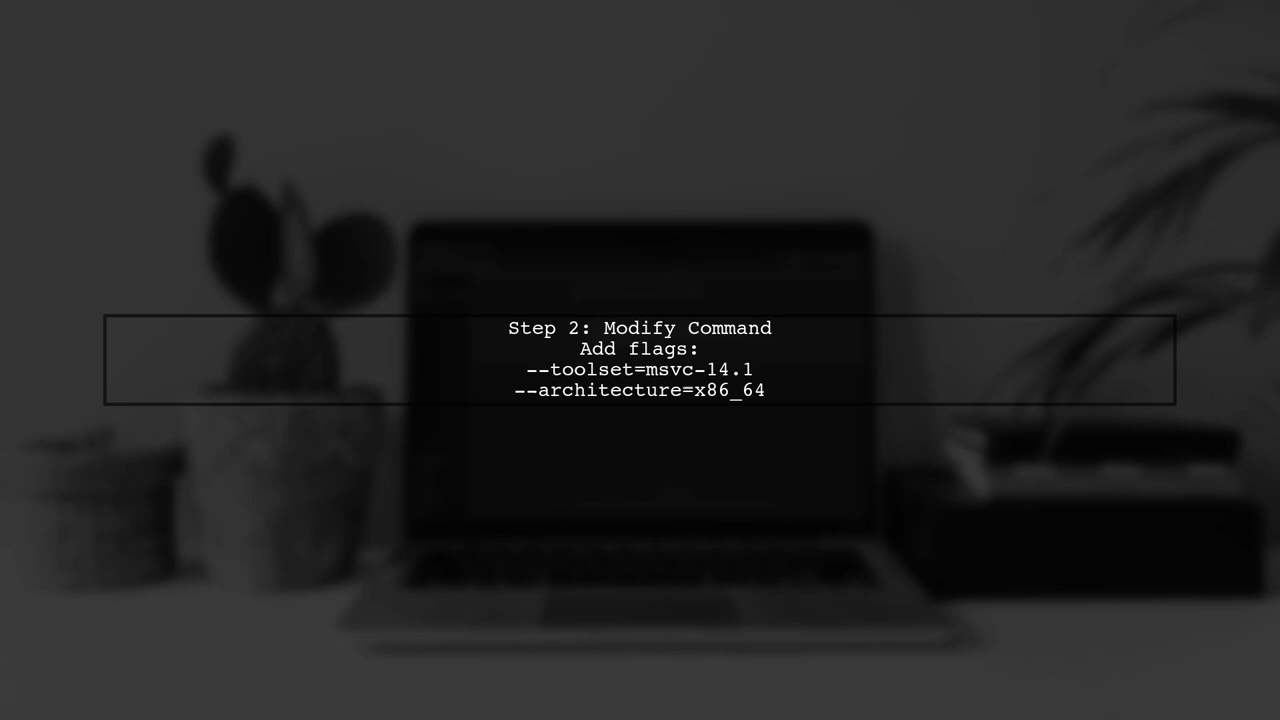 Step 2: Modify Command
Add flags:
--toolset=msvc-14.1
--architecture=x86_64